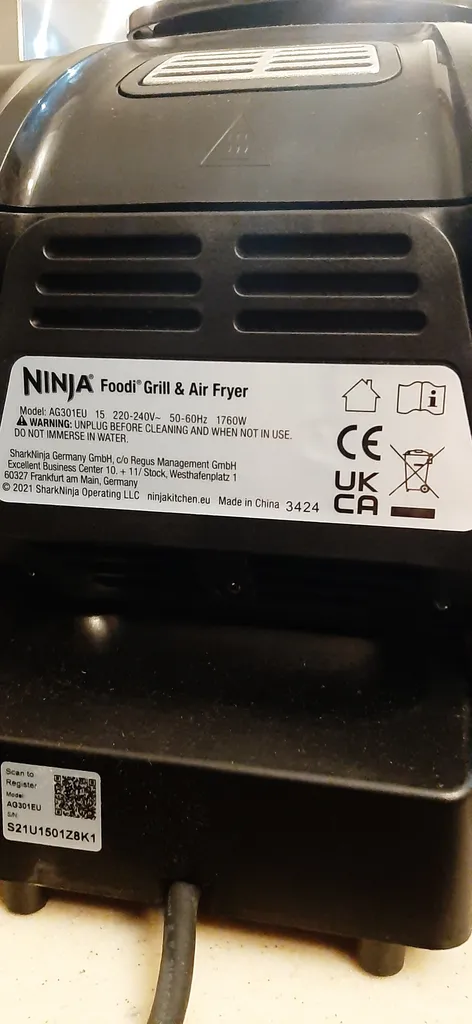 NINJA® Foodi® Grill & Air Fryer
Model: AG301EU 15 220-240V~ 50-60Hz 1760W
WARNING: UNPLUG BEFORE CLEANING AND WHEN NOT IN USE.
DO NOT IMMERSE IN WATER.
SharkNinja Germany GmbH, c/o Regus Management GmbH
Excellent Business Center 10. + 11/ Stock, Westhafenplatz 1
60327 Frankfurt am Main, Germany
© 2021 SharkNinja Operating LLC ninjakitchen.eu Made in China 3424
CE
UK
CA
Scan to
Register
Model:
AG301EU
S/N:
S21U1501Z8K1